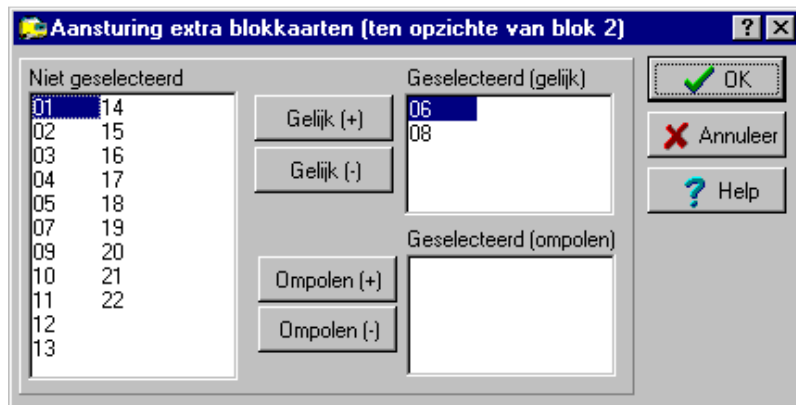 Aansturing extra blokkaarten (ten opzichte van blok 2)
Niet geselecteerd
01 14
02 15
03 16
04 17
05 18
07 19
09 20
10 21
11 22
12
13
Gelijk (+)
Gelijk (-)
Ompolen (+)
Ompolen (-)
Geselecteerd (gelijk)
06
08
Geselecteerd (ompolen)
OK
Annuleer
? Help